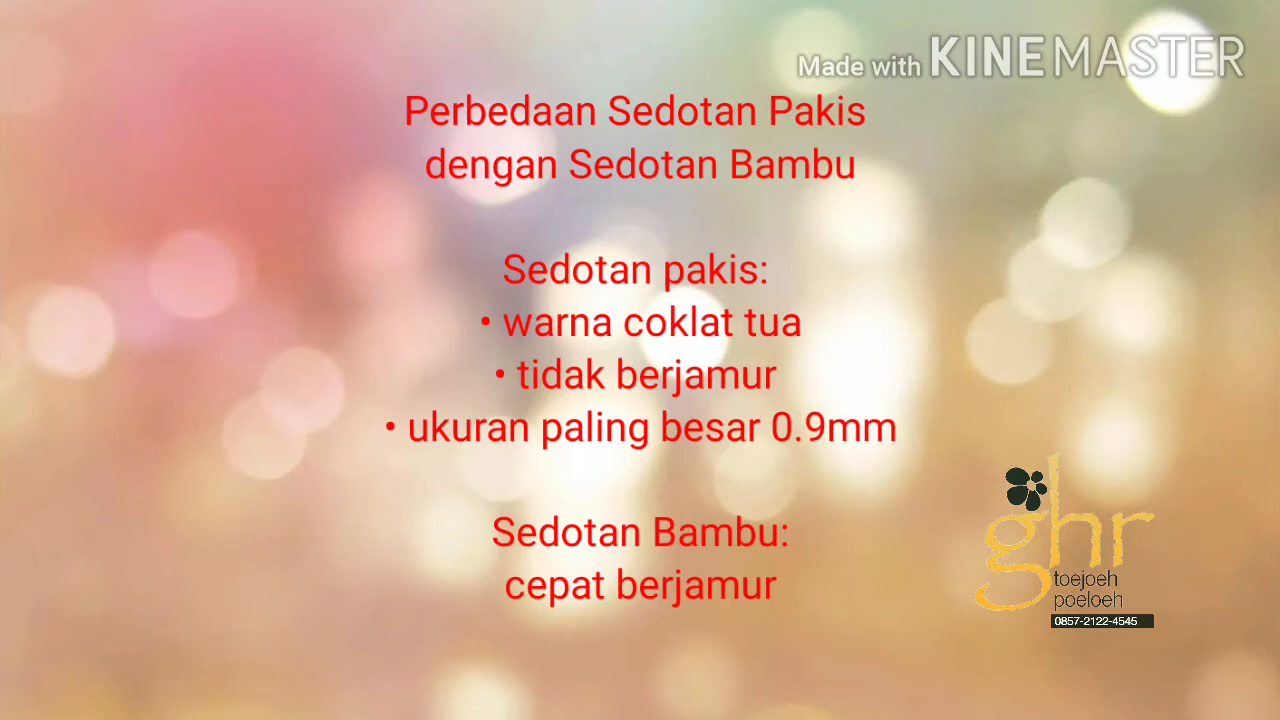 Made with KINEMASTER
Perbedaan Sedotan Pakis
dengan Sedotan Bambu
Sedotan pakis:
• warna coklat tua
• tidak berjamur
• ukuran paling besar 0.9mm
Sedotan Bambu:
cepat berjamur
ghr
toejoeh
poeloeh
0857-2122-4545